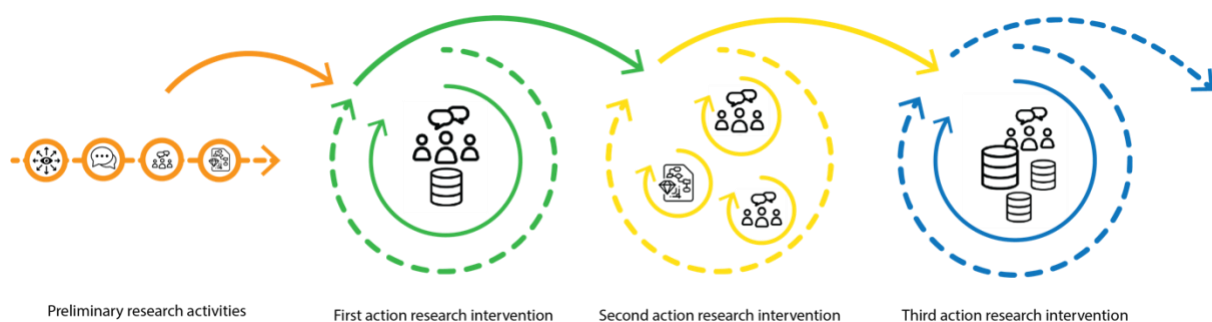 Preliminary research activities
First action research intervention
Second action research intervention
Third action research intervention